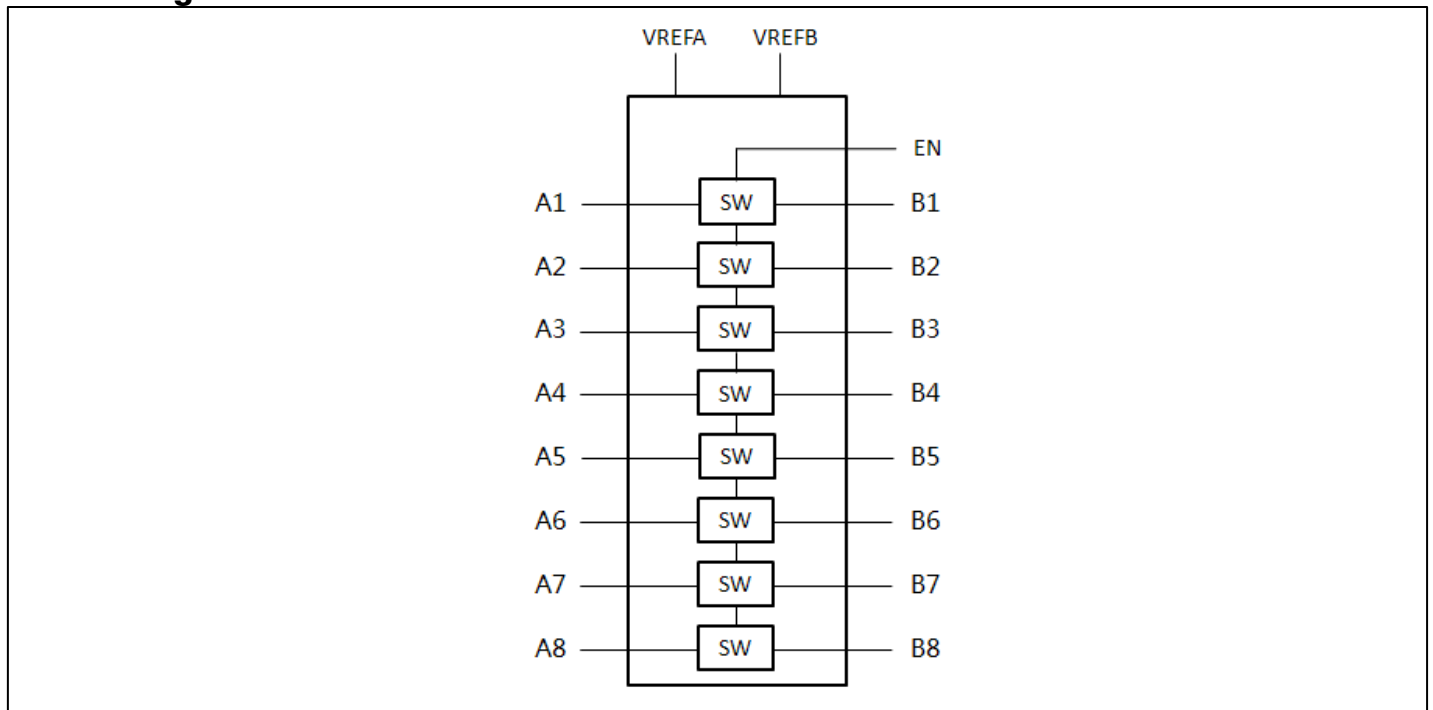 VREFA VREFB
EN
A1 SW B1
A2 SW B2
A3 SW B3
A4 SW B4
A5 SW B5
A6 SW B6
A7 SW B7
A8 SW B8